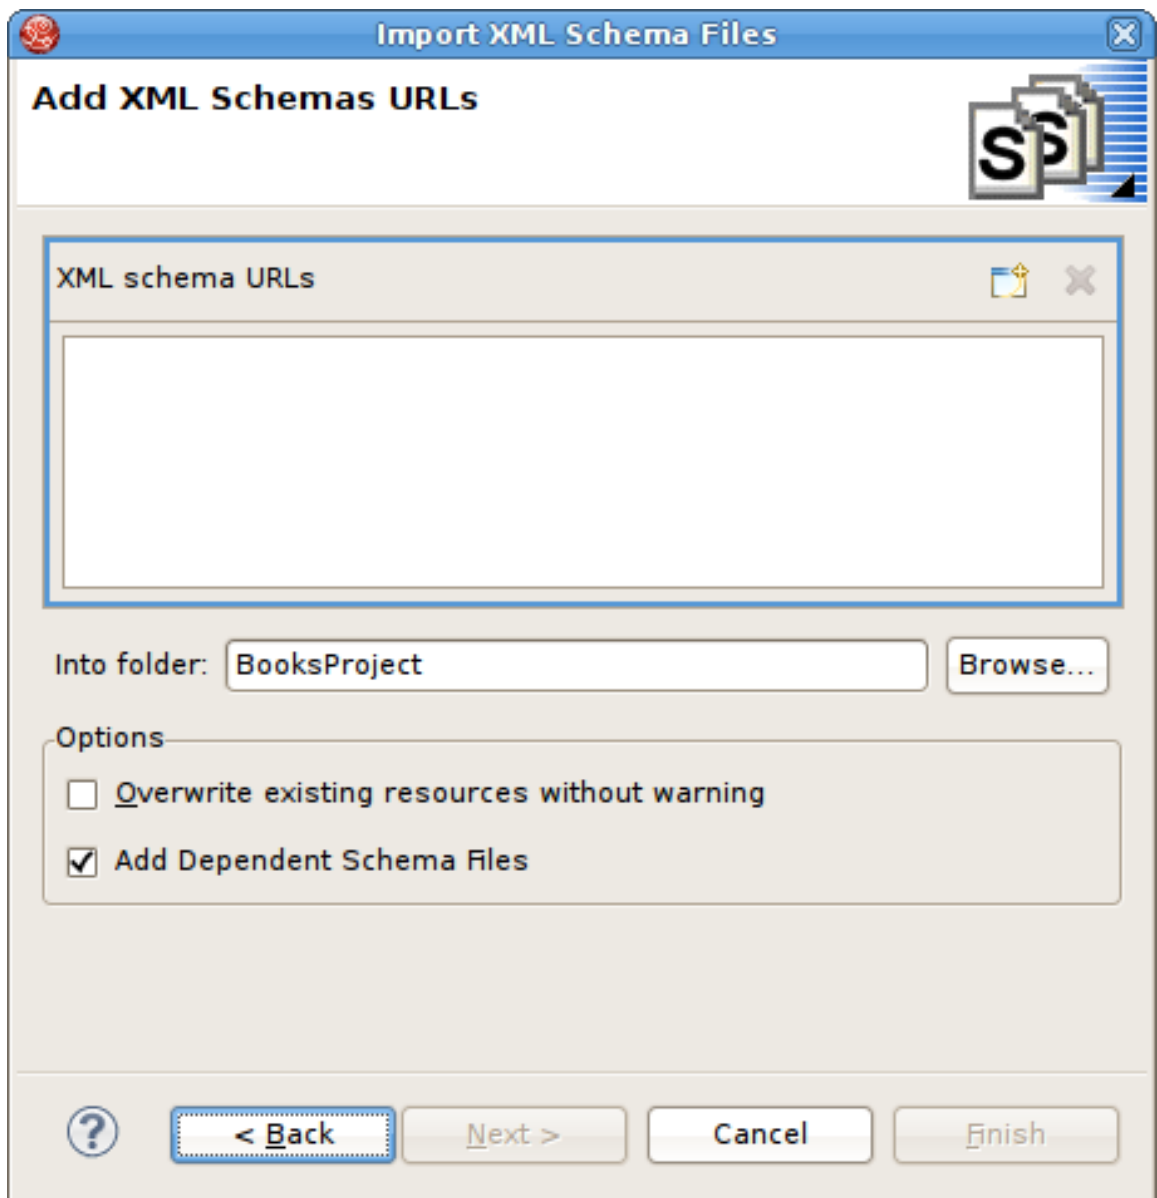 Import XML Schema Files
Add XML Schemas URLs
S S
XML schema URLs
Into folder: BooksProject Browse...
Options
Overwrite existing resources without warning
Add Dependent Schema Files
? < Back Next > Cancel Finish